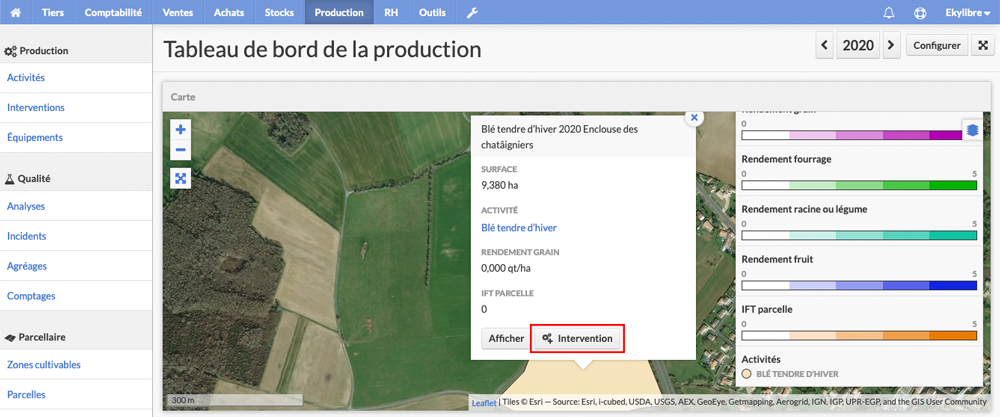 Tiers Comptabilité Ventes Achats Stocks Production RH Outils Ekylibre
Production
Activités
Interventions
Équipements
Qualité
Analyses
Incidents
Agréages
Comptages
Parcellaire
Zones cultivables
Parcelles
Tableau de bord de la production
2020
Configurer
Carte
+
−
300 m
Blé tendre d'hiver 2020 Enclouse des
chatâigniers
×
SURFACE
9,380 ha
ACTIVITÉ
Blé tendre d'hiver
RENDEMENT GRAIN
0,000 qt/ha
IFT PARCELLE
0
Afficher
Intervention
Rendement grain
0
Rendement fourrage
0 5
Rendement racine ou légume
0 5
Rendement fruit
0 5
IFT parcelle
0 5
Activités
BLÉ TENDRE D'HIVER
Leaflet | Tiles © Esri — Source: Esri, i-cubed, USDA, USGS, AEX, GeoEye, Getmapping, Aerogrid, IGN, IGP, UPR-EGP, and the GIS User Community